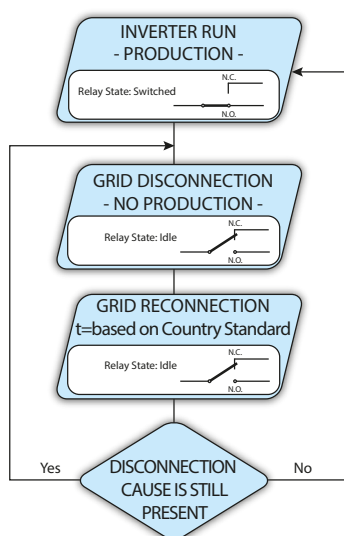 INVERTER RUN
- PRODUCTION -
N.C.
Relay State: Switched
N.O.
GRID DISCONNECTION
- NO PRODUCTION -
N.C.
Relay State: Idle
N.O.
GRID RECONNECTION
t=based on Country Standard
N.C.
Relay State: Idle
N.O.
Yes
DISCONNECTION
CAUSE IS STILL
PRESENT
No